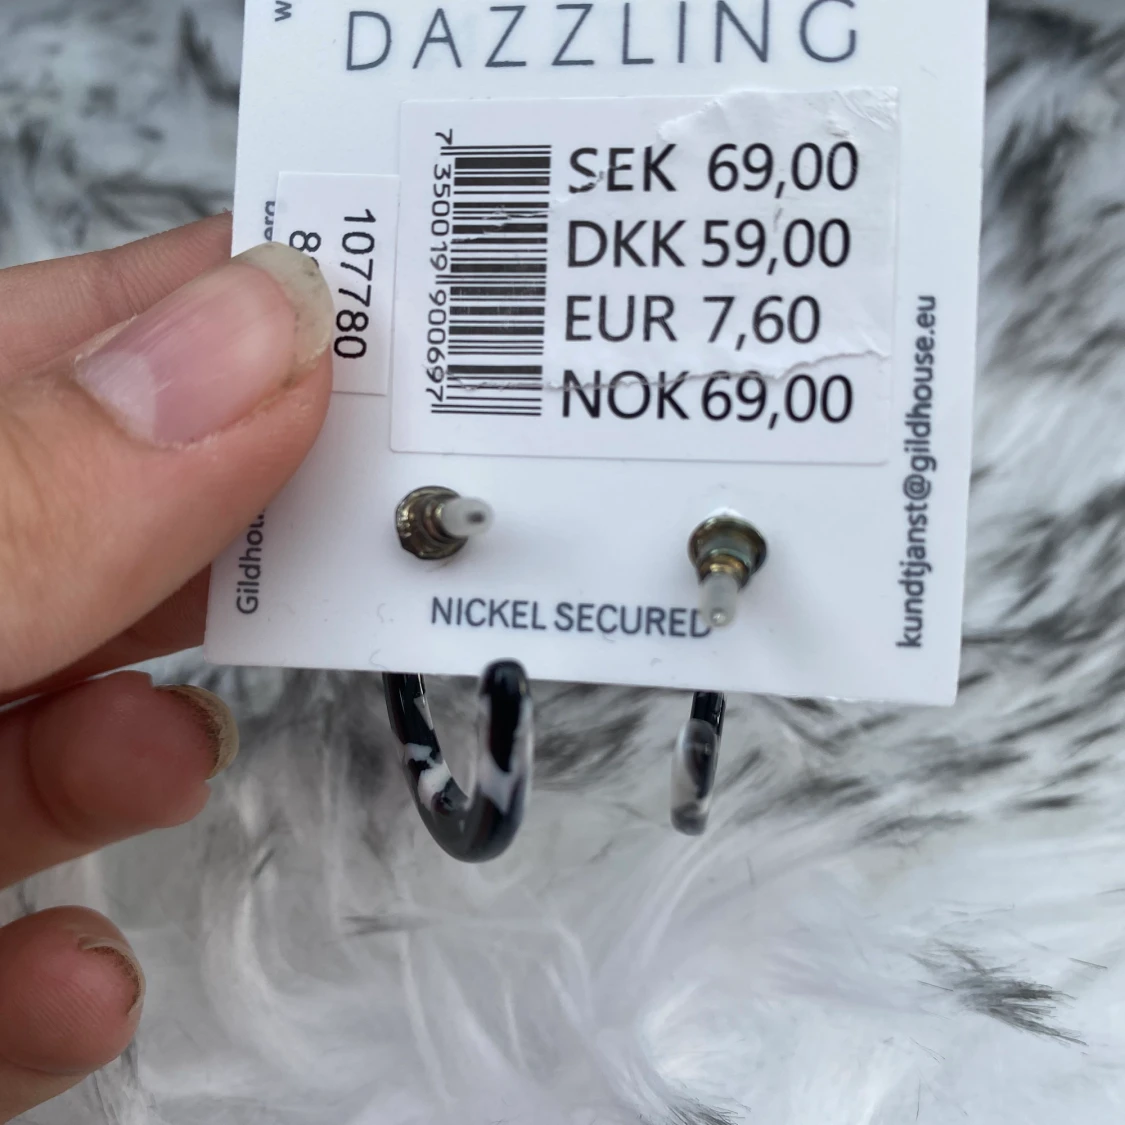 DAZZLING
SEK 69,00
DKK 59,00
EUR 7,60
NOK 69,00
7 350019 900697
107780
NICKEL SECURED
kundtjanst@gildhouse.eu